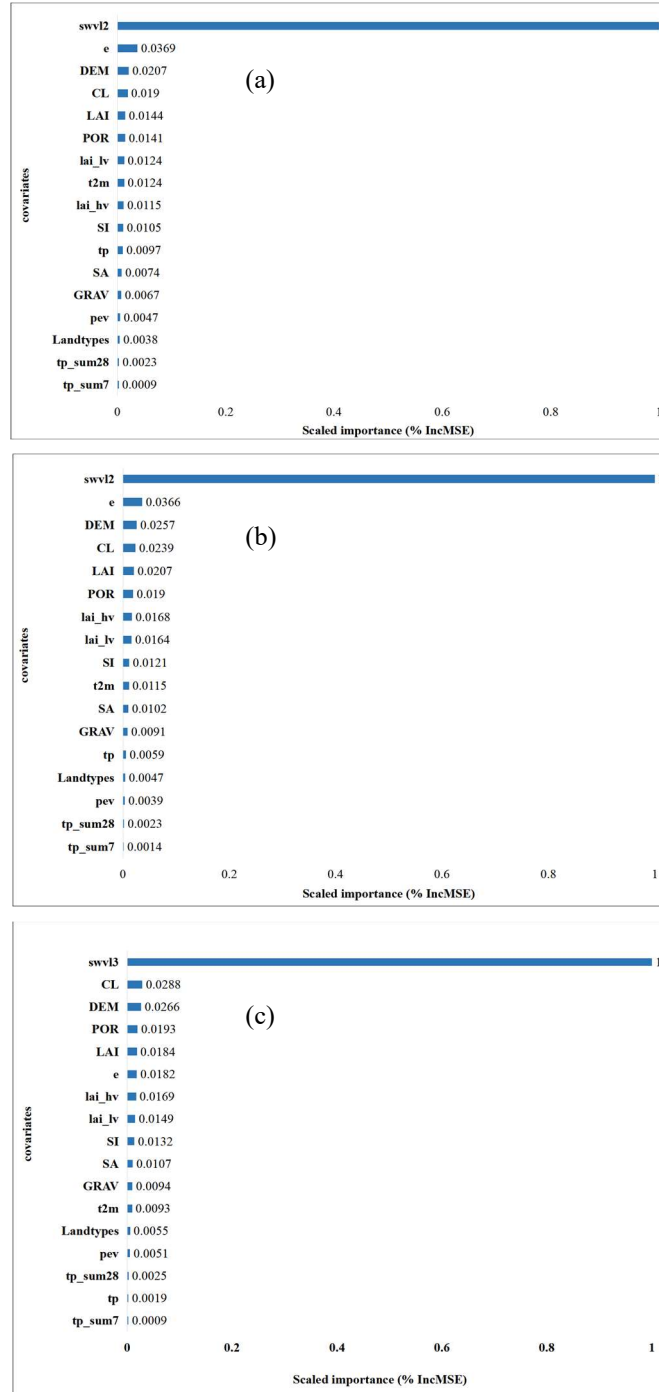 swvl2
e 0.0369
DEM 0.0207
(a)
CL 0.019
LAI 0.0144
POR 0.0141
lai_lv 0.0124
t2m 0.0124
lai_hv 0.0115
SI 0.0105
tp 0.0097
SA 0.0074
GRAV 0.0067
pev 0.0047
Landtypes 0.0038
tp_sum28 0.0023
tp_sum7 0.0009
covariates
0 0.2 0.4 0.6 0.8 1
Scaled importance (% IncMSE)
swvl2
e 0.0366
DEM 0.0257
(b)
CL 0.0239
LAI 0.0207
POR 0.019
lai_hv 0.0168
lai_lv 0.0164
SI 0.0121
t2m 0.0115
SA 0.0102
GRAV 0.0091
tp 0.0059
Landtypes 0.0047
pev 0.0039
tp_sum28 0.0023
tp_sum7 0.0014
covariates
0 0.2 0.4 0.6 0.8 1
Scaled importance (% IncMSE)
swvl3 1
CL 0.0288
DEM 0.0266
(c)
POR 0.0193
LAI 0.0184
e 0.0182
lai_hv 0.0169
lai_lv 0.0149
SI 0.0132
SA 0.0107
GRAV 0.0094
t2m 0.0093
Landtypes 0.0055
pev 0.0051
tp_sum28 0.0025
tp 0.0019
tp_sum7 0.0009
covariates
0 0.2 0.4 0.6 0.8 1
Scaled importance (% IncMSE)